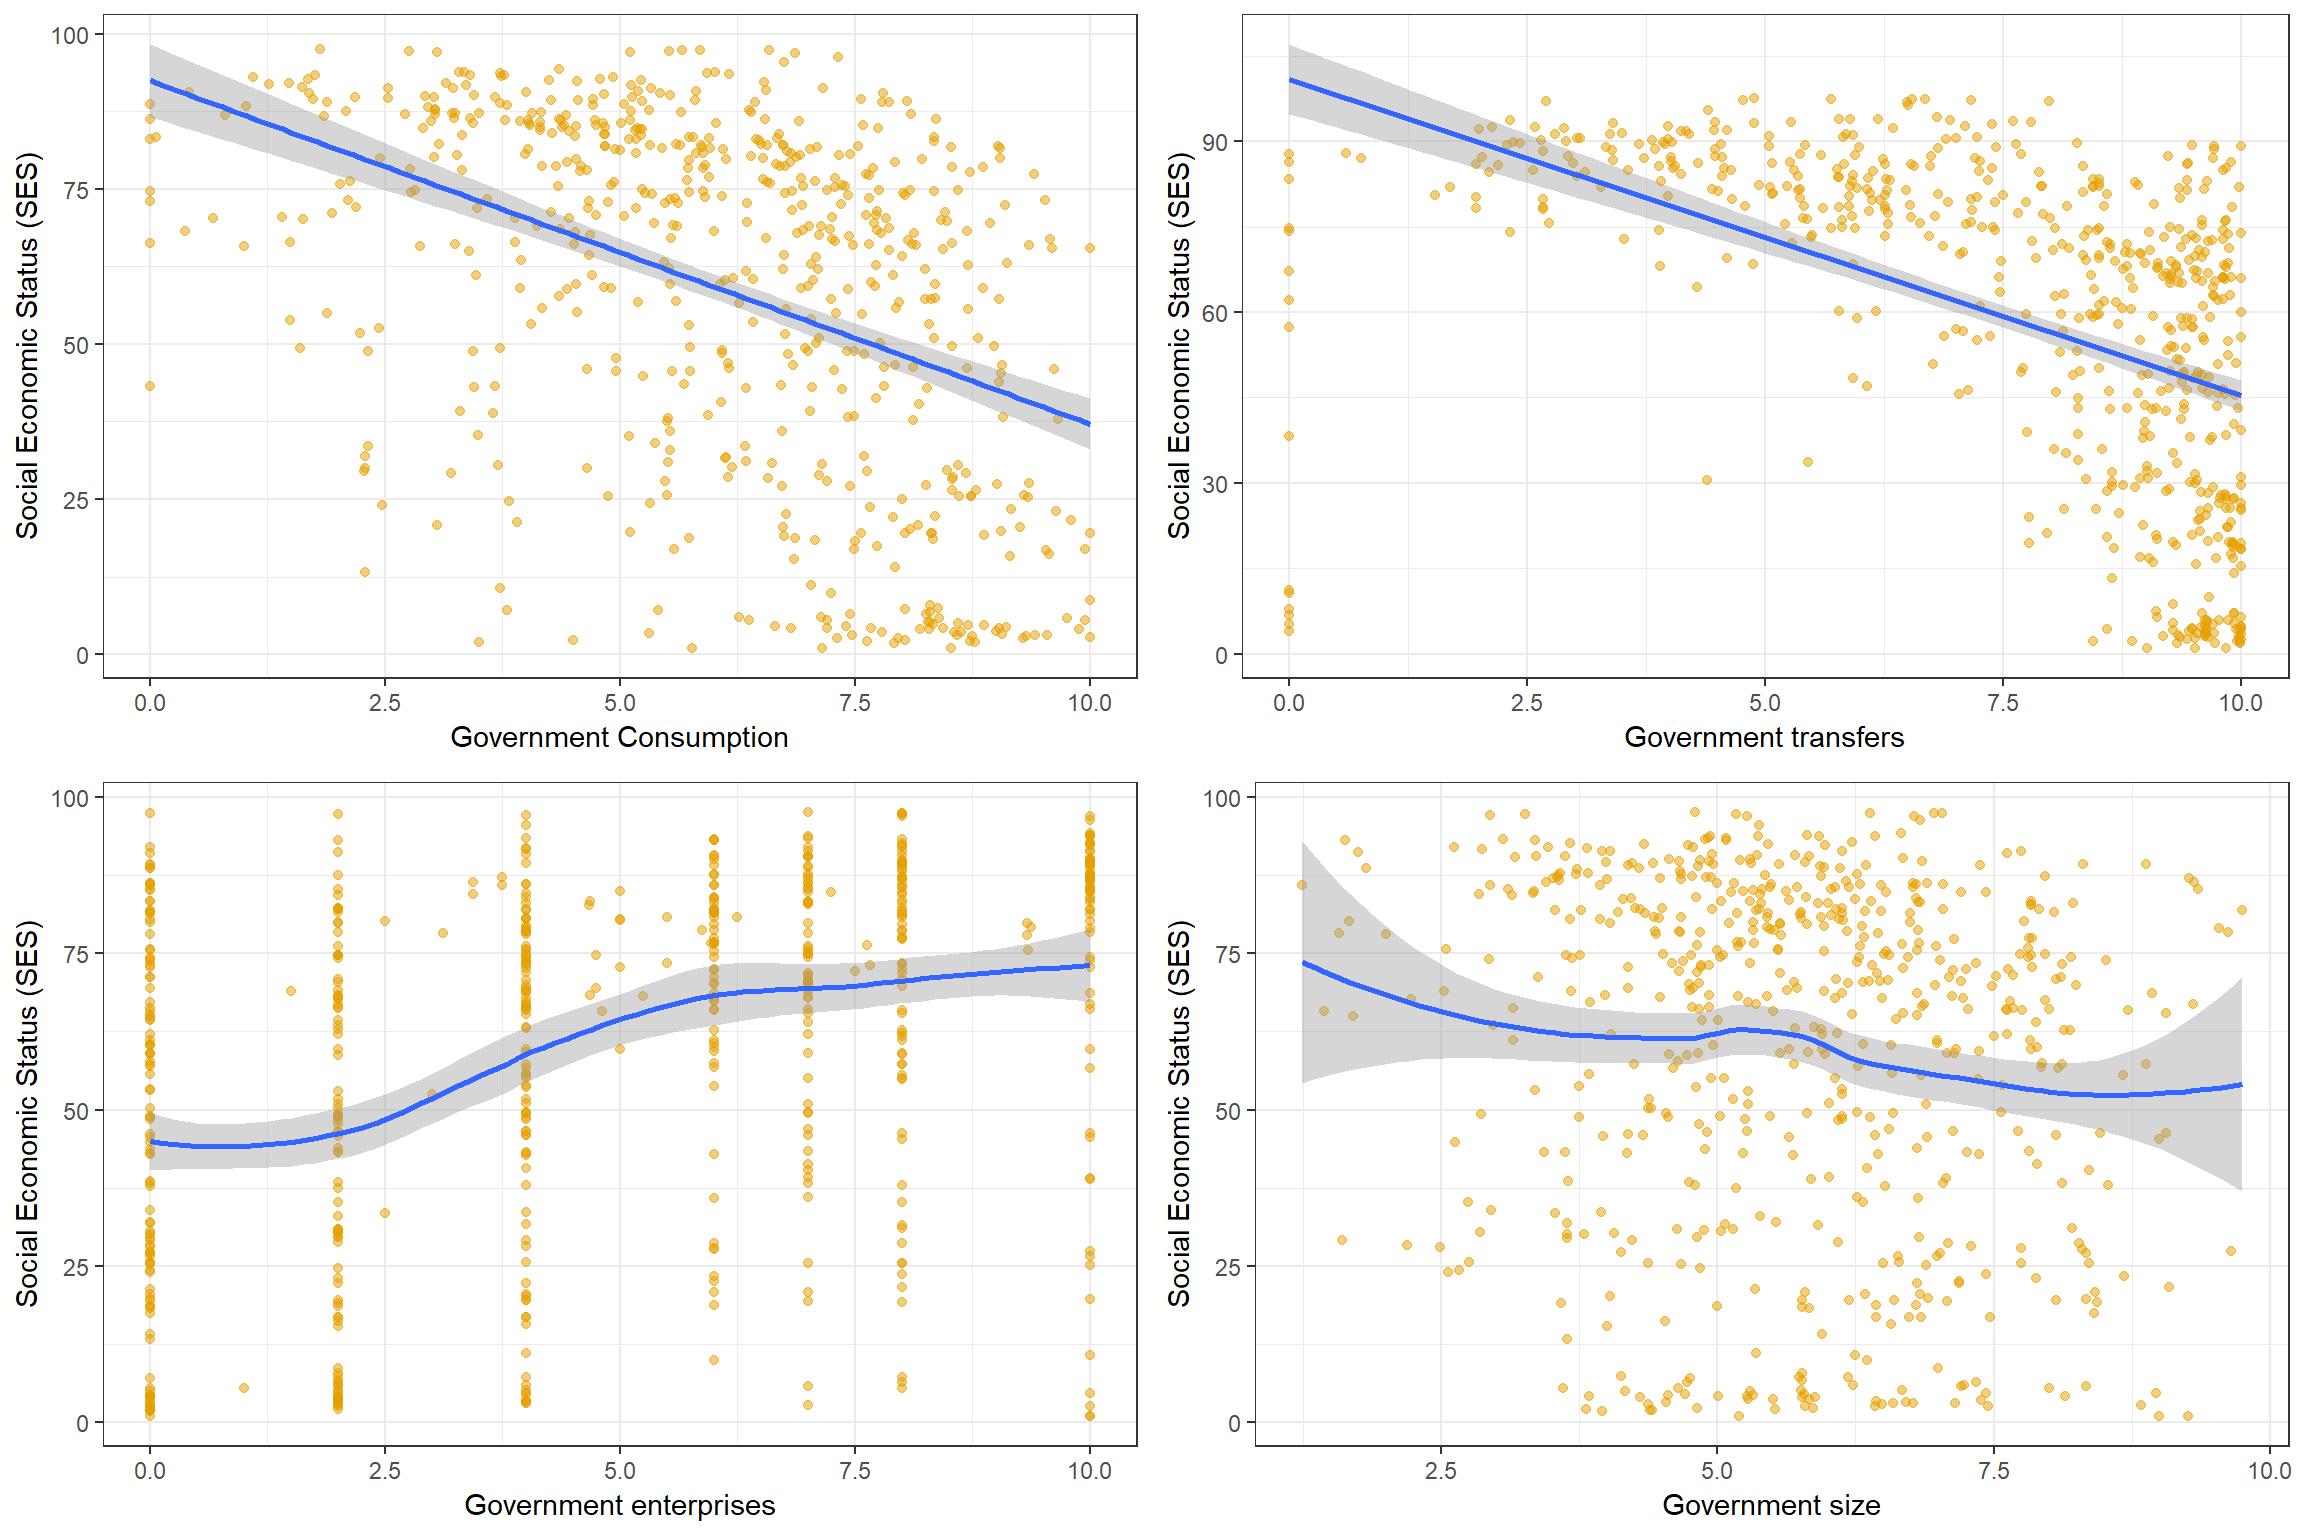 100
75
50
25
0
Social Economic Status (SES)
0.0 2.5 5.0 7.5 10.0
Government Consumption
90
60
30
0
Social Economic Status (SES)
0.0 2.5 5.0 7.5 10.0
Government transfers
100
75
50
25
0
Social Economic Status (SES)
0.0 2.5 5.0 7.5 10.0
Government enterprises
100
75
50
25
0
Social Economic Status (SES)
2.5 5.0 7.5 10.0
Government size